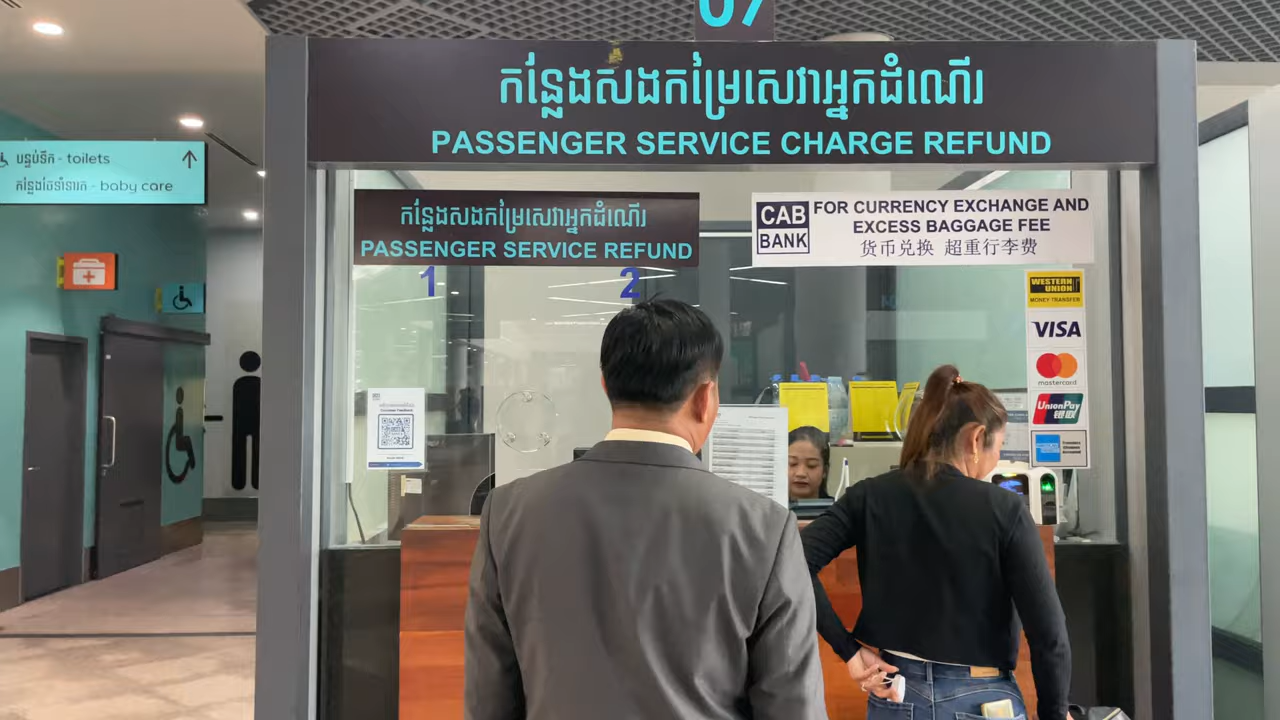 07
កន្លែងសងកម្រៃសេវាអ្នកដំណើរ
PASSENGER SERVICE CHARGE REFUND
បន្ទប់ទឹក - toilets
កន្លែងថែទាំទារក - baby care
កន្លែងសងកម្រៃសេវាអ្នកដំណើរ
PASSENGER SERVICE REFUND
1 2
CAB BANK
FOR CURRENCY EXCHANGE AND
EXCESS BAGGAGE FEE
货币兑换 超重行李费
WESTERN
UNION
MONEY TRANSFER
VISA
mastercard
UnionPay
银联